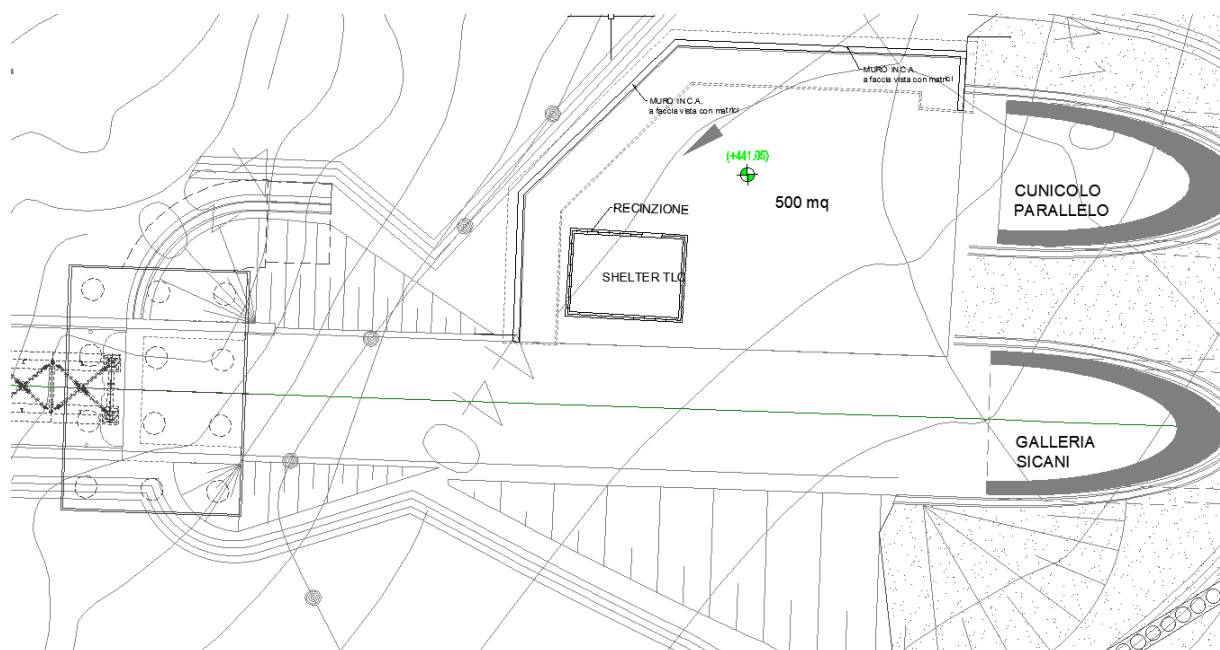 MURO IN C.A.
a faccia vista con matrici
MURO IN C.A.
a faccia vista con matrici
(+441.05)
500 mq
CUNICOLO
PARALLELO
RECINZIONE
SHELTER TLC
GALLERIA
SICANI